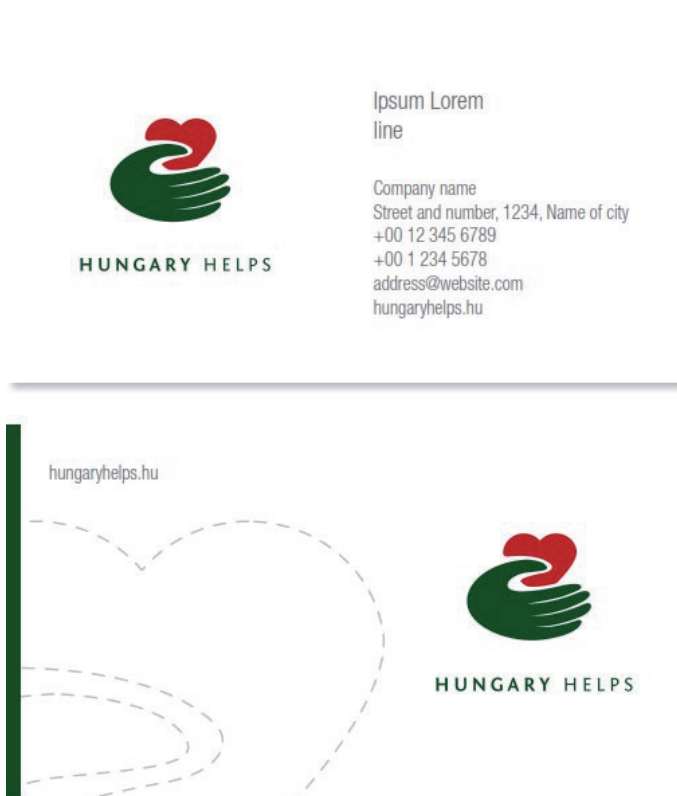 Ipsum Lorem
line
HUNGARY HELPS
Company name
Street and number, 1234, Name of city
+00 12 345 6789
+00 1 234 5678
address@website.com
hungaryhelps.hu
hungaryhelps.hu
HUNGARY HELPS